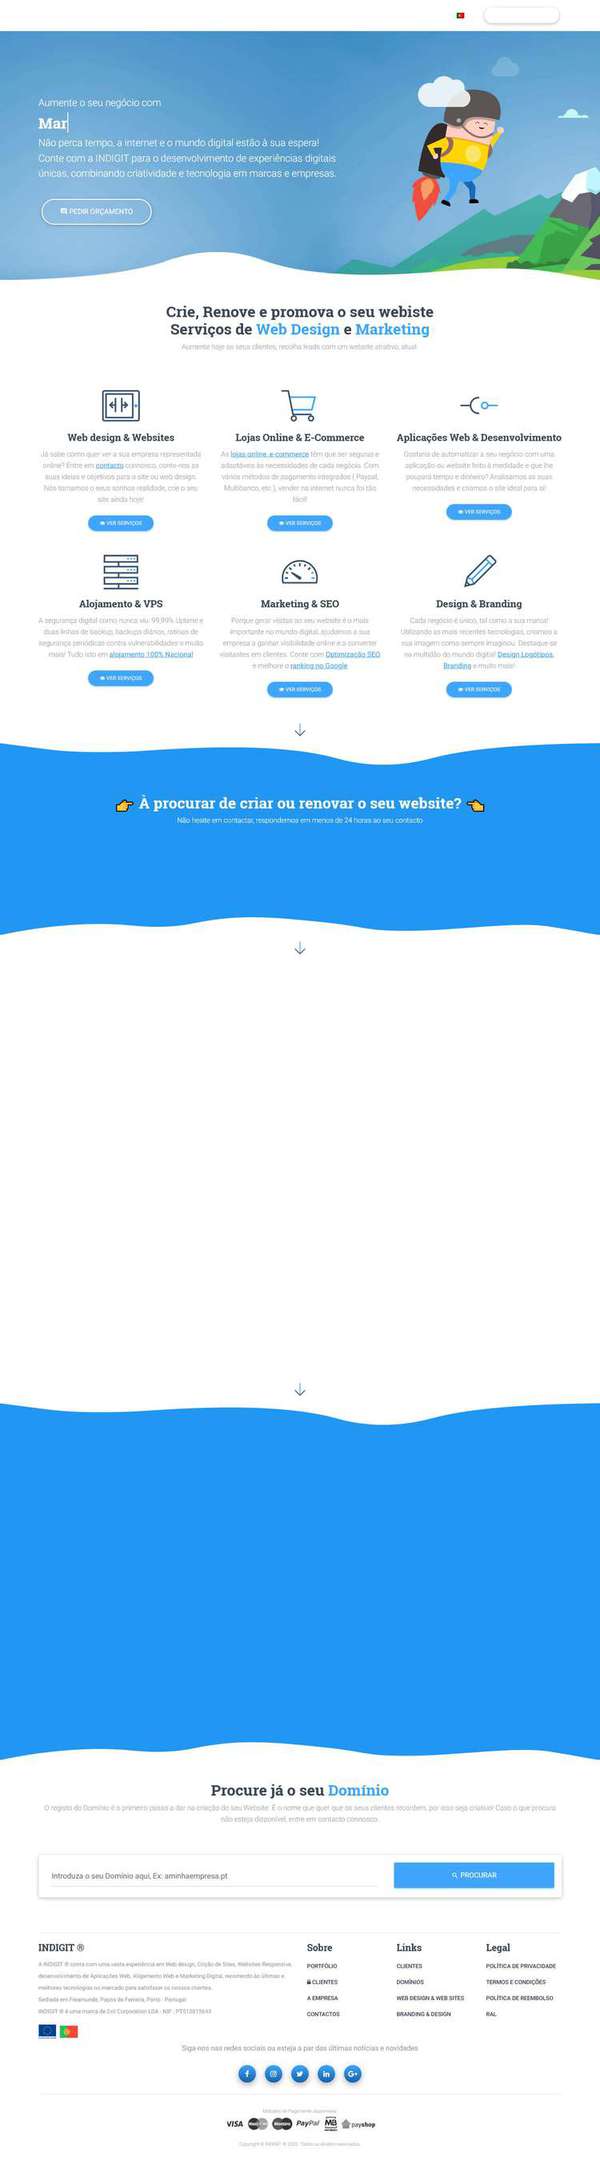 Aumente o seu negócio com
Mar
Não perca tempo, a internet e o mundo digital estão à sua espera!
Conte com a INDIGIT para o desenvolvimento de experiências digitais
únicas, combinando criatividade e tecnologia em marcas e empresas.
PEDIR ORÇAMENTO
Crie, Renove e promova o seu webiste
Serviços de Web Design e Marketing
Aumente hoje os seus clientes, recolha leads com um website atrativo, atual
Web design & Websites
Já sabe como quer ver a sua empresa representada
online? Entre em contacto connosco, conte-nos as
suas ideias e objetivos para o site ou web design.
Nós tornamos o seus sonhos realidade, crie o seu
site ainda hoje!
VER SERVIÇOS
Lojas Online & E-Commerce
As lojas online, e-commerce têm que ser seguras e
adaptáveis às necessidades de cada negócio. Com
vários métodos de pagamento integrados ( Paypal,
Multibanco, etc ), vender na internet nunca foi tão
fácil!
VER SERVIÇOS
Aplicações Web & Desenvolvimento
Gostaria de automatizar a seu negócio com uma
aplicação ou website feito à medida e que lhe
poupará tempo e dinheiro? Analisamos as suas
necessidades e criamos o site ideal para si!
VER SERVIÇOS
Alojamento & VPS
A segurança digital como nunca viu: 99,99% Uptime e
duas linhas de backup, backups diários, rotinas de
segurança periódicas contra vulnerabilidades e muito
mais! Tudo isto em alojamento 100% Nacional
VER SERVIÇOS
Marketing & SEO
Porque gerar visitas ao seu website é o mais
importante no mundo digital, ajudamos a sua
empresa a ganhar visibilidade online e a converter
visitantes em clientes. Conte com Optimização SEO
e melhore o ranking no Google
VER SERVIÇOS
Design & Branding
Cada negócio é único, tal como a sua marca!
Utilizando as mais recentes tecnologias, criamos a
sua imagem como sempre imaginou. Destaque-se
na multidão do mundo digital! Design Logótipos,
Branding e muito mais!
VER SERVIÇOS
À procurar de criar ou renovar o seu website?
Não hesite em contactar, respondemos em menos de 24 horas ao seu contacto
Procure já o seu Domínio
O registo do Domínio é o primeiro passo a dar na criação do seu Website. É o nome que quer que os seus clientes recordem, por isso seja criativo! Caso o que procura
não esteja disponível, entre em contacto connosco.
Introduza o seu Domínio aqui, Ex: aminhaempresa.pt
PROCURAR
INDIGIT ®
A INDIGIT ® conta com uma vasta experiência em Web design, Criação de Sites, Websites Responsive,
desenvolvimento de Aplicações Web, Alojamento Web e Marketing Digital, recorrendo às últimas e
melhores tecnologias no mercado para satisfazer os nossos clientes.
Sediada em Freamunde, Paços de Ferreira, Porto - Portugal
Sobre
PORTFÓLIO
CLIENTES
A EMPRESA
CONTACTOS
Links
CLIENTES
DOMÍNIOS
WEB DESIGN & WEB SITES
BRANDING & DESIGN
Legal
POLÍTICA DE PRIVACIDADE
TERMOS E CONDIÇÕES
POLÍTICA DE REEMBOLSO
RAL
Siga-nos nas redes sociais ou esteja a par das últimas notícias e novidades
VISA MasterCard Maestro PayPal MB payshop